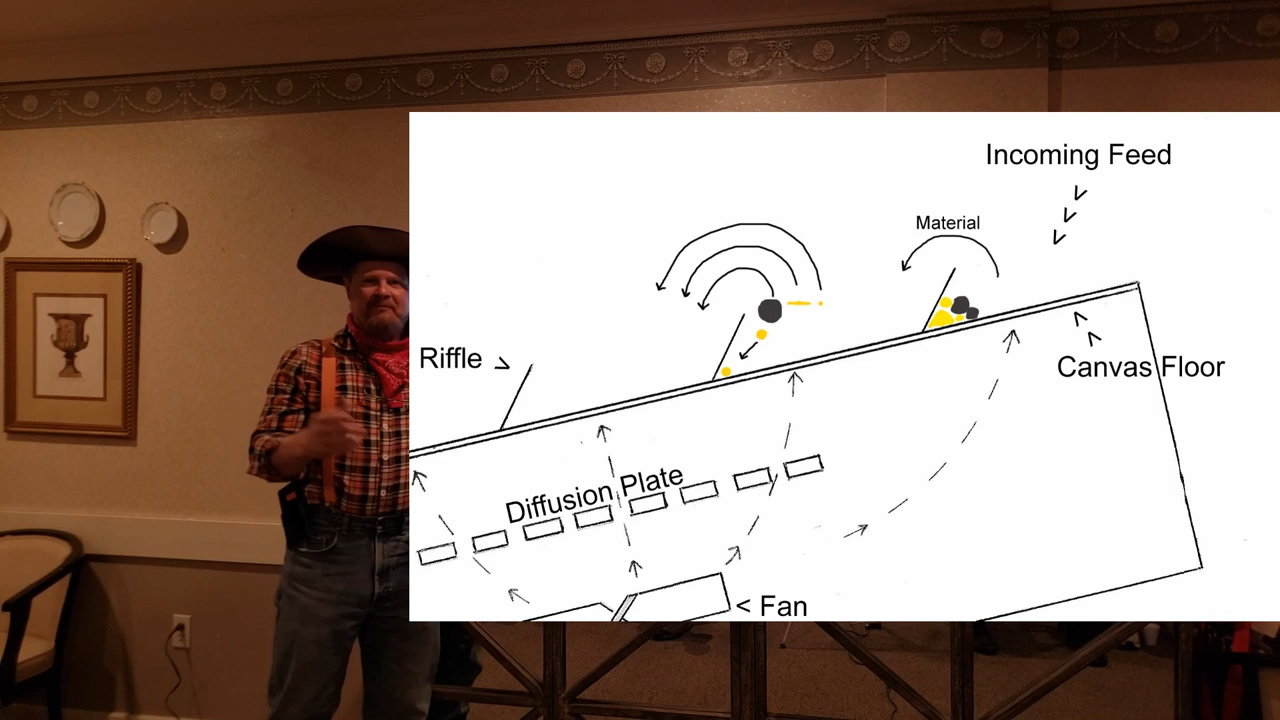 Incoming Feed
Material
Riffle >
Canvas Floor
Diffusion Plate
< Fan